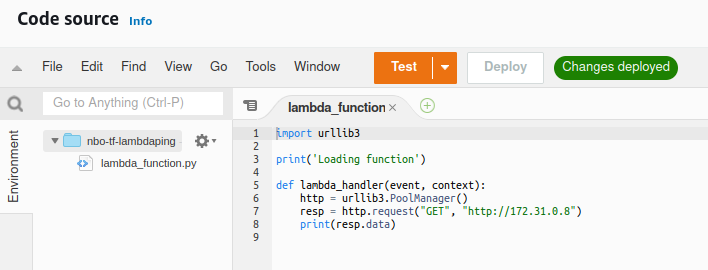 Code source Info
File Edit Find View Go Tools Window Test Deploy Changes deployed
Go to Anything (Ctrl-P)
Environment
nbo-tf-lambdaping
lambda_function.py
lambda_function
1 import urllib3
2
3 print('Loading function')
4
5 def lambda_handler(event, context):
6 http = urllib3.PoolManager()
7 resp = http.request("GET", "http://172.31.0.8")
8 print(resp.data)
9